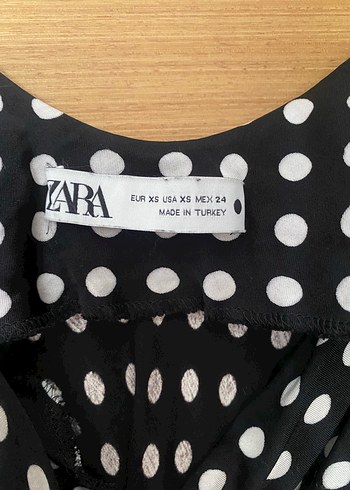 ZARA
EUR XS USA XS MEX 24
MADE IN TURKEY